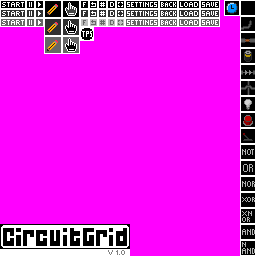 START F # D SETTINGS BACK LOAD SAVE
START F # D SETTINGS BACK LOAD SAVE
START F # D SETTINGS BACK LOAD SAVE
TPS
NOT
OR
NOR
XOR
XN
OR
AND
N
AND
CircuitGrid
V 1.0